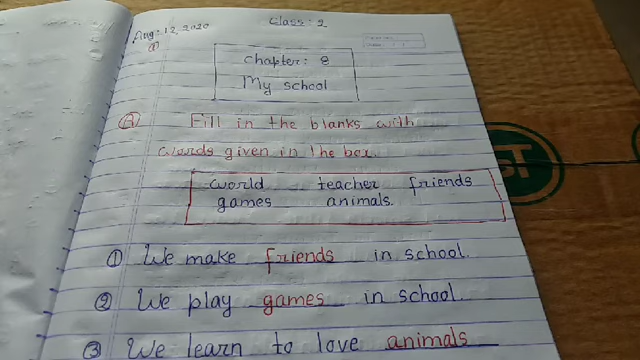 Aug: 12, 2020
Class: 2
①
chapter: 8
My school
Ⓐ Fill in the blanks with
words given in the box.
world teacher friends
games animals
① We make friends in school.
② We play games in school.
③ We learn to love animals
ST